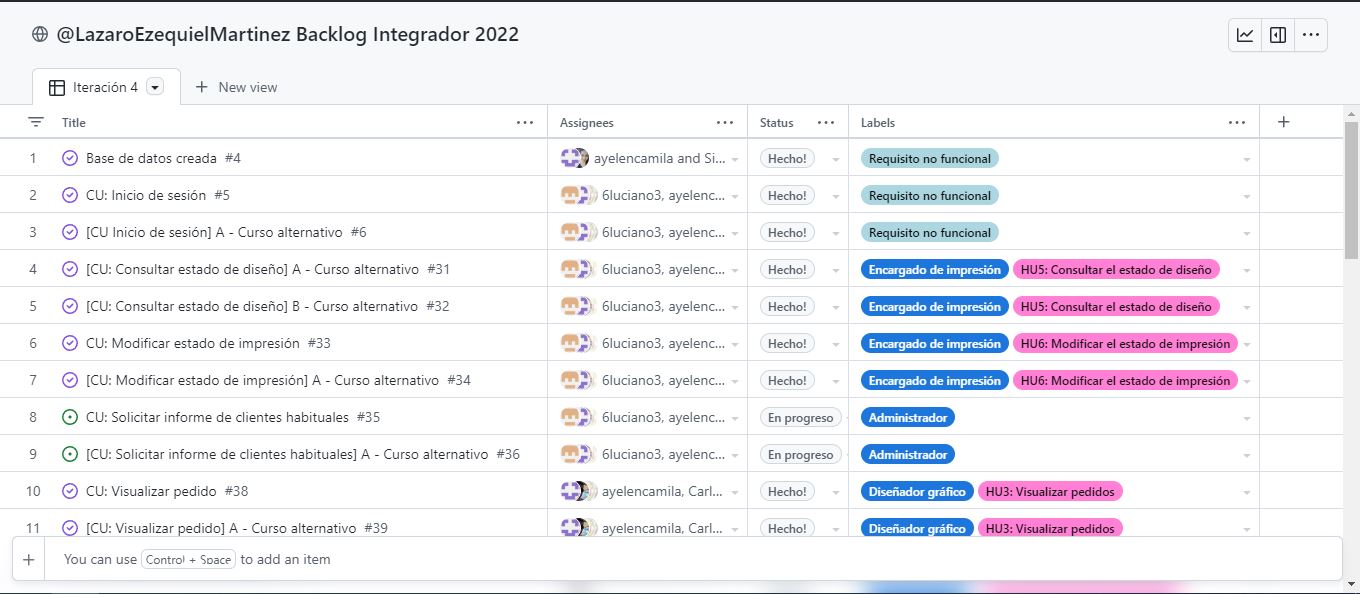 @LazaroEzequielMartinez Backlog Integrador 2022
Iteración 4 New view
Title Assignees Status Labels
1 Base de datos creada #4 ayelencamila and Si... Hecho! Requisito no funcional
2 CU: Inicio de sesión #5 6luciano3, ayelenc... Hecho! Requisito no funcional
3 [CU Inicio de sesión] A - Curso alternativo #6 6luciano3, ayelenc... Hecho! Requisito no funcional
4 [CU: Consultar estado de diseño] A - Curso alternativo #31 6luciano3, ayelenc... Hecho! Encargado de impresión HU5: Consultar el estado de diseño
5 [CU: Consultar estado de diseño] B - Curso alternativo #32 6luciano3, ayelenc... Hecho! Encargado de impresión HU5: Consultar el estado de diseño
6 CU: Modificar estado de impresión #33 6luciano3, ayelenc... Hecho! Encargado de impresión HU6: Modificar el estado de impresión
7 [CU: Modificar estado de impresión] A - Curso alternativo #34 6luciano3, ayelenc... Hecho! Encargado de impresión HU6: Modificar el estado de impresión
8 CU: Solicitar informe de clientes habituales #35 6luciano3, ayelenc... En progreso Administrador
9 [CU: Solicitar informe de clientes habituales] A - Curso alternativo #36 6luciano3, ayelenc... En progreso Administrador
10 CU: Visualizar pedido #38 ayelencamila, Carl... Hecho! Diseñador gráfico HU3: Visualizar pedidos
11 [CU: Visualizar pedido] A - Curso alternativo #39 ayelencamila, Carl... Hecho! Diseñador gráfico HU3: Visualizar pedidos
You can use Control + Space to add an item